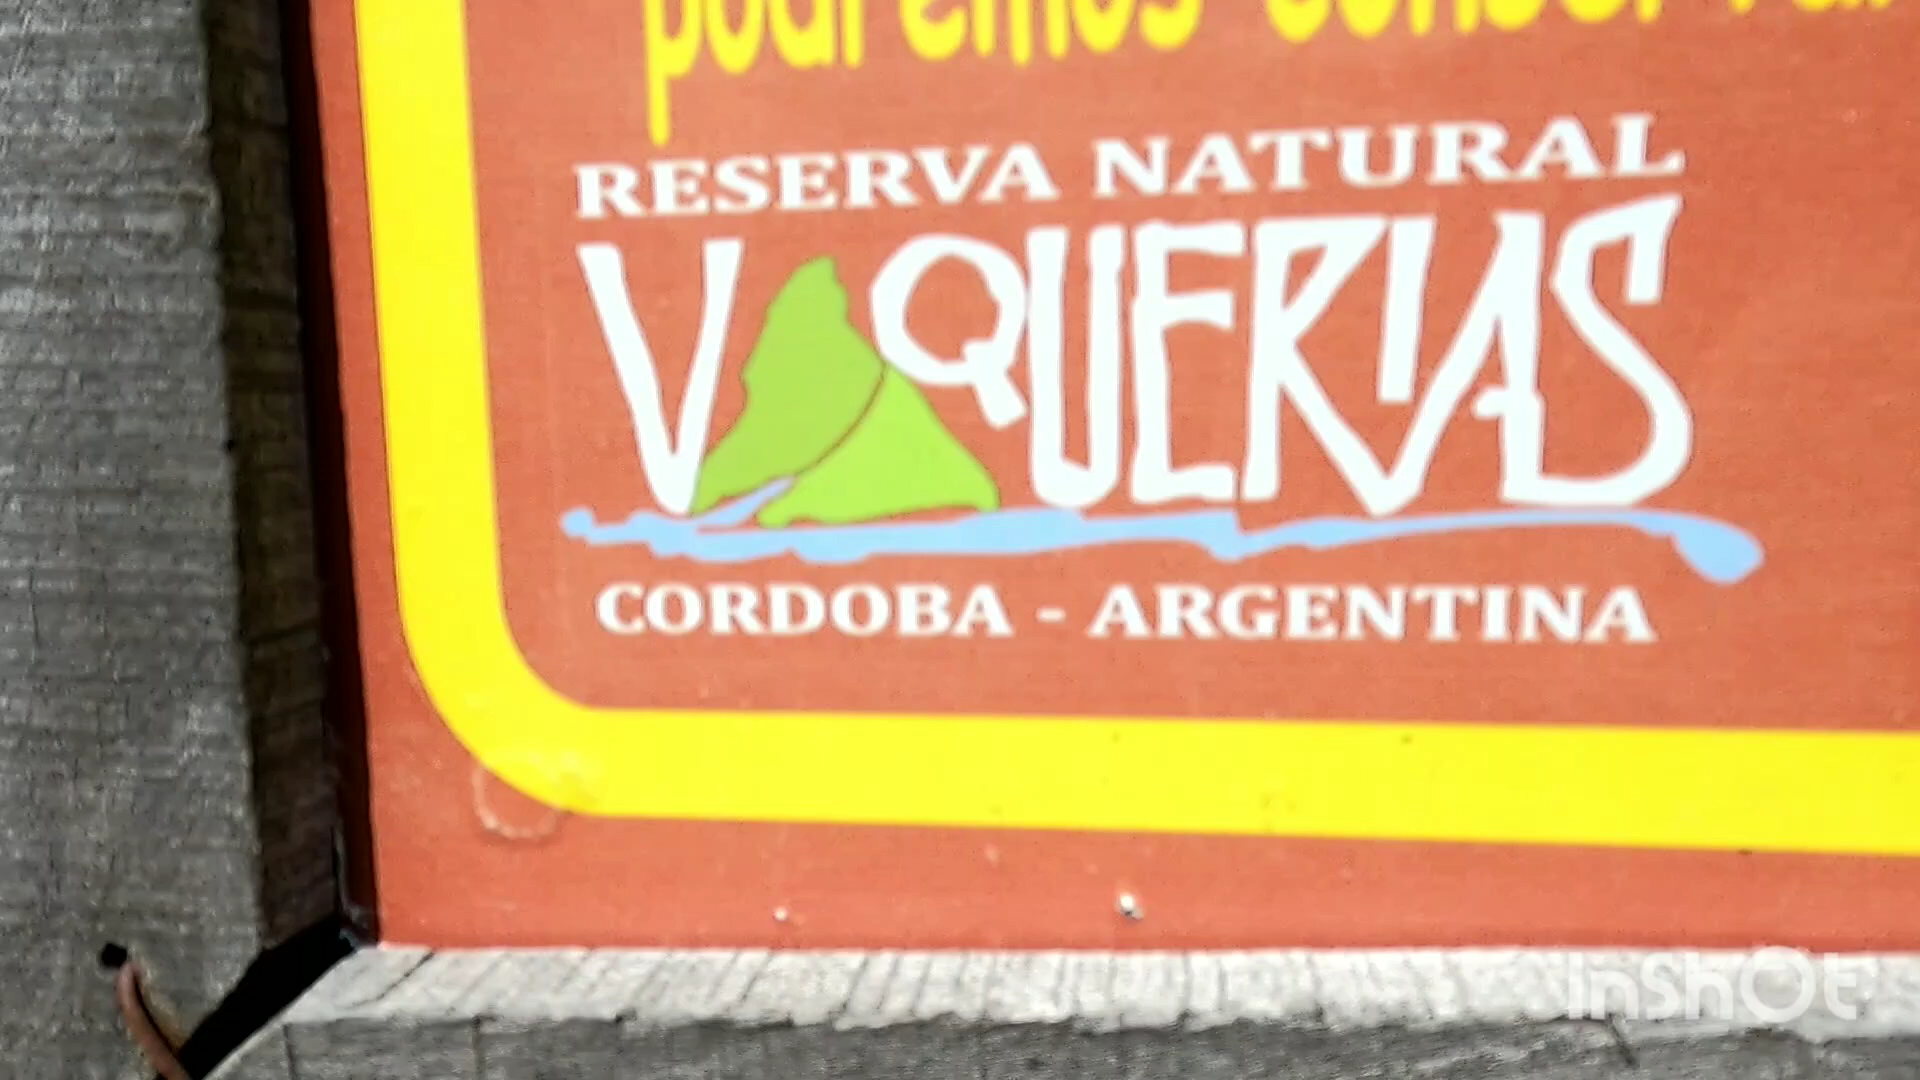 podremos conservar
RESERVA NATURAL
VAQUERIAS
CORDOBA - ARGENTINA
InShOt